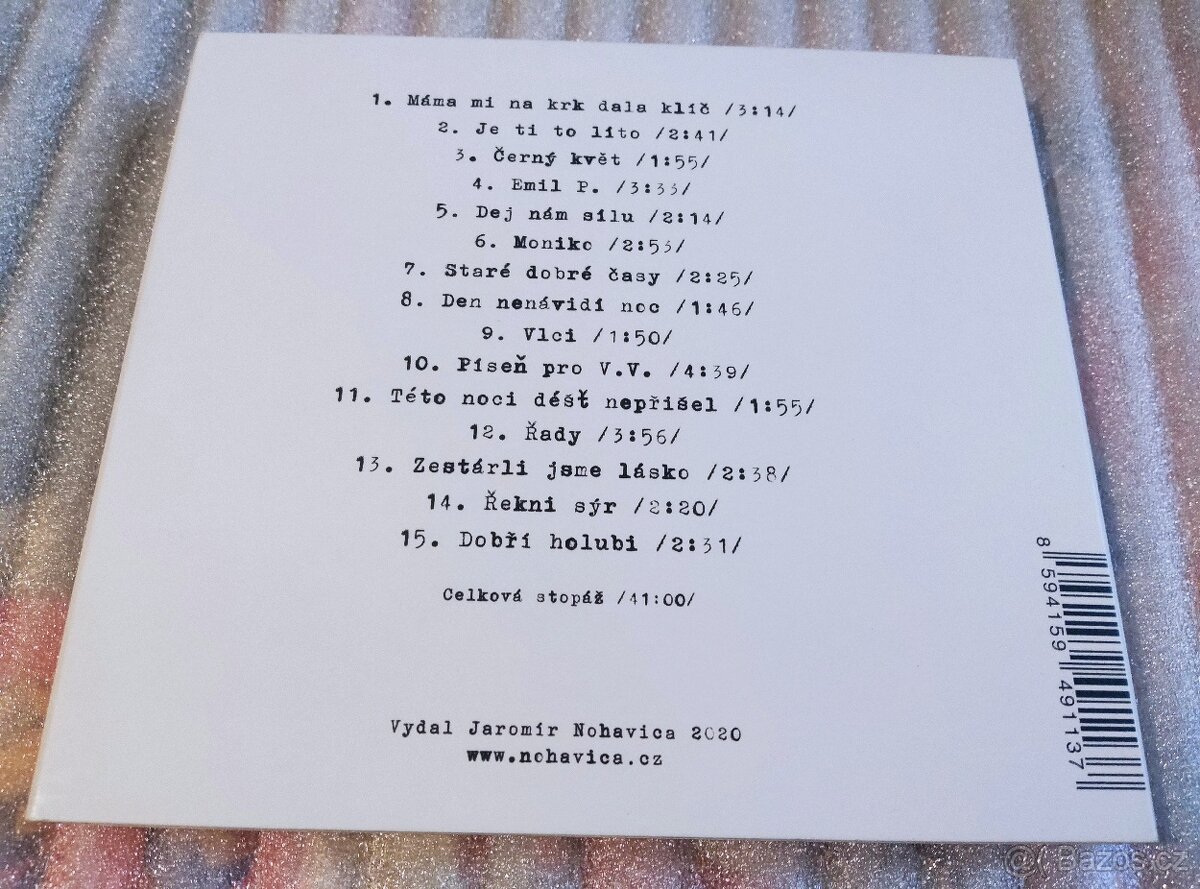 1. Máma mi na krk dala klíč /3:14/
2. Je ti to líto /2:41/
3. Černý květ /1:55/
4. Emil P. /3:33/
5. Dej nám sílu /2:14/
6. Moniko /2:53/
7. Staré dobré časy /2:25/
8. Den nenávidí noc /1:46/
9. Vlci /1:50/
10. Píseň pro V.V. /4:39/
11. Této noci déšť nepřišel /1:55/
12. Řady /3:56/
13. Zestárli jsme lásko /2:38/
14. Řekni sýr /2:20/
15. Dobří holubi /2:31/
Celková stopáž /41:00/
Vydal Jaromír Nohavica 2020
www.nohavica.cz
8 594159 491137
© Bazos.cz